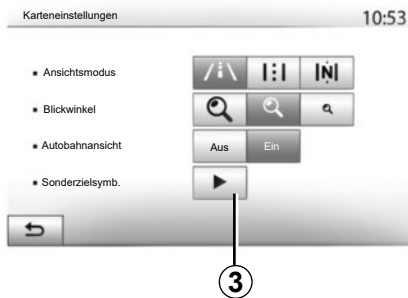 Karteneinstellungen 10:53
Ansichtsmodus
N
Blickwinkel
Autobahnansicht Aus Ein
Sonderzielsymb.
3